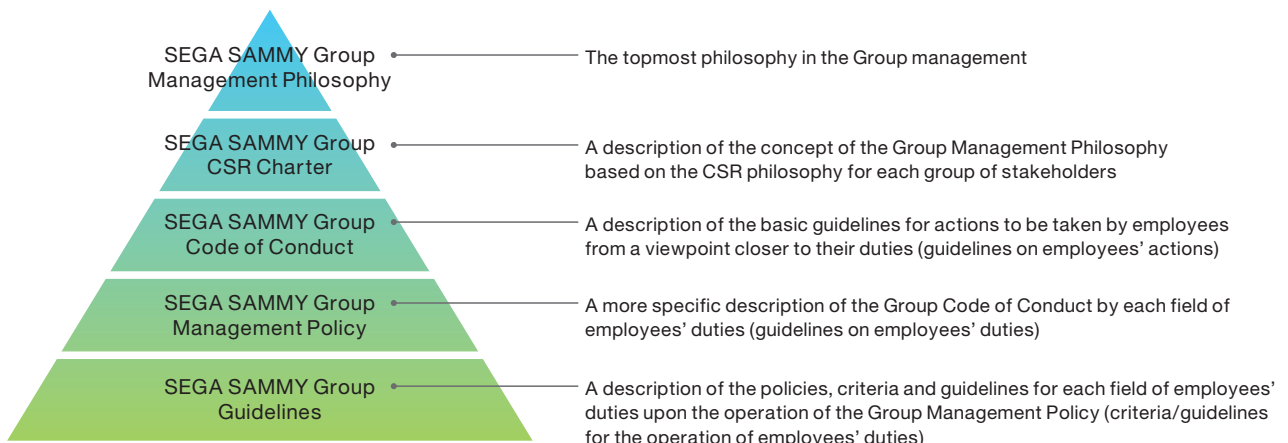 SEGA SAMMY Group
Management Philosophy
The topmost philosophy in the Group management
SEGA SAMMY Group
CSR Charter
A description of the concept of the Group Management Philosophy
based on the CSR philosophy for each group of stakeholders
SEGA SAMMY Group
Code of Conduct
A description of the basic guidelines for actions to be taken by employees
from a viewpoint closer to their duties (guidelines on employees’ actions)
SEGA SAMMY Group
Management Policy
A more specific description of the Group Code of Conduct by each field of
employees’ duties (guidelines on employees’ duties)
SEGA SAMMY Group
Guidelines
A description of the policies, criteria and guidelines for each field of employees’
duties upon the operation of the Group Management Policy (criteria/guidelines
for the operation of employees’ duties)